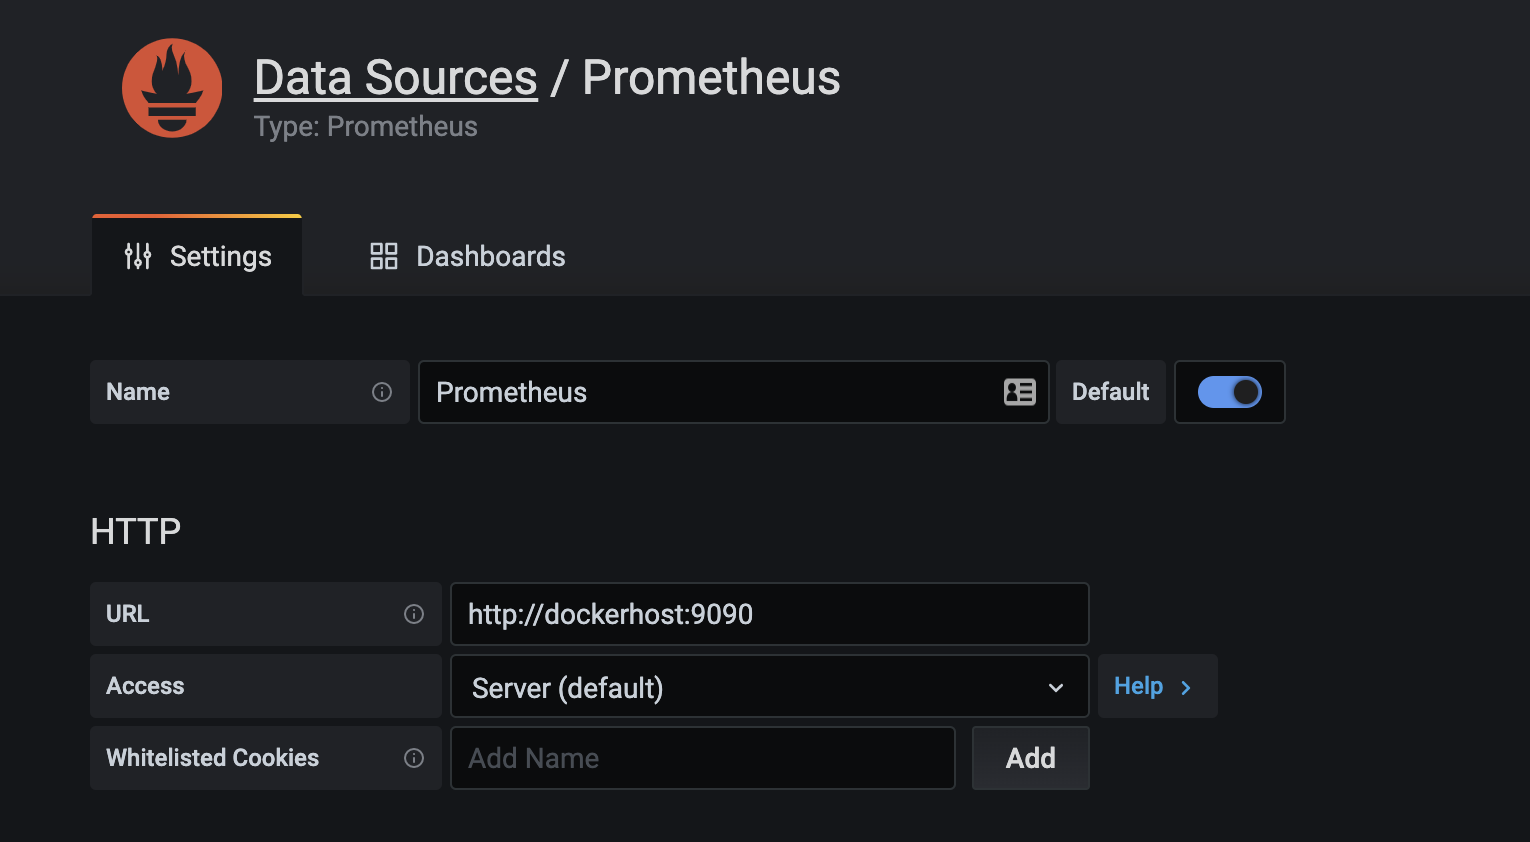 Data Sources / Prometheus
Type: Prometheus
Settings Dashboards
Name Prometheus Default
HTTP
URL http://dockerhost:9090
Access Server (default) Help
Whitelisted Cookies Add Name Add